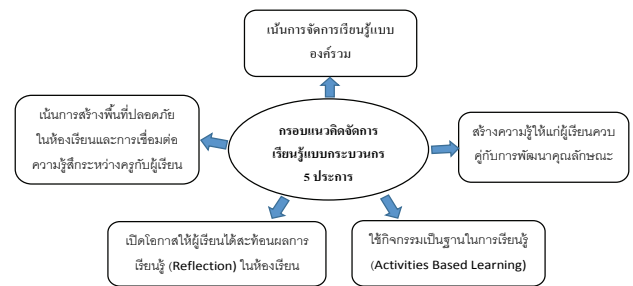 เน้นการจัดการเรียนรู้แบบ
องค์รวม
เน้นการสร้างพื้นที่ปลอดภัย
ในห้องเรียนและการเชื่อมต่อ
ความรู้สึกระหว่างครูกับผู้เรียน
กรอบแนวคิดจัดการ
เรียนรู้แบบกระบวนกร
5 ประการ
สร้างความรู้ให้แก่ผู้เรียนควบ
คู่กับการพัฒนาคุณลักษณะ
เปิดโอกาสให้ผู้เรียนได้สะท้อนผลการ
เรียนรู้ (Reflection) ในห้องเรียน
ใช้กิจกรรมเป็นฐานในการเรียนรู้
(Activities Based Learning)